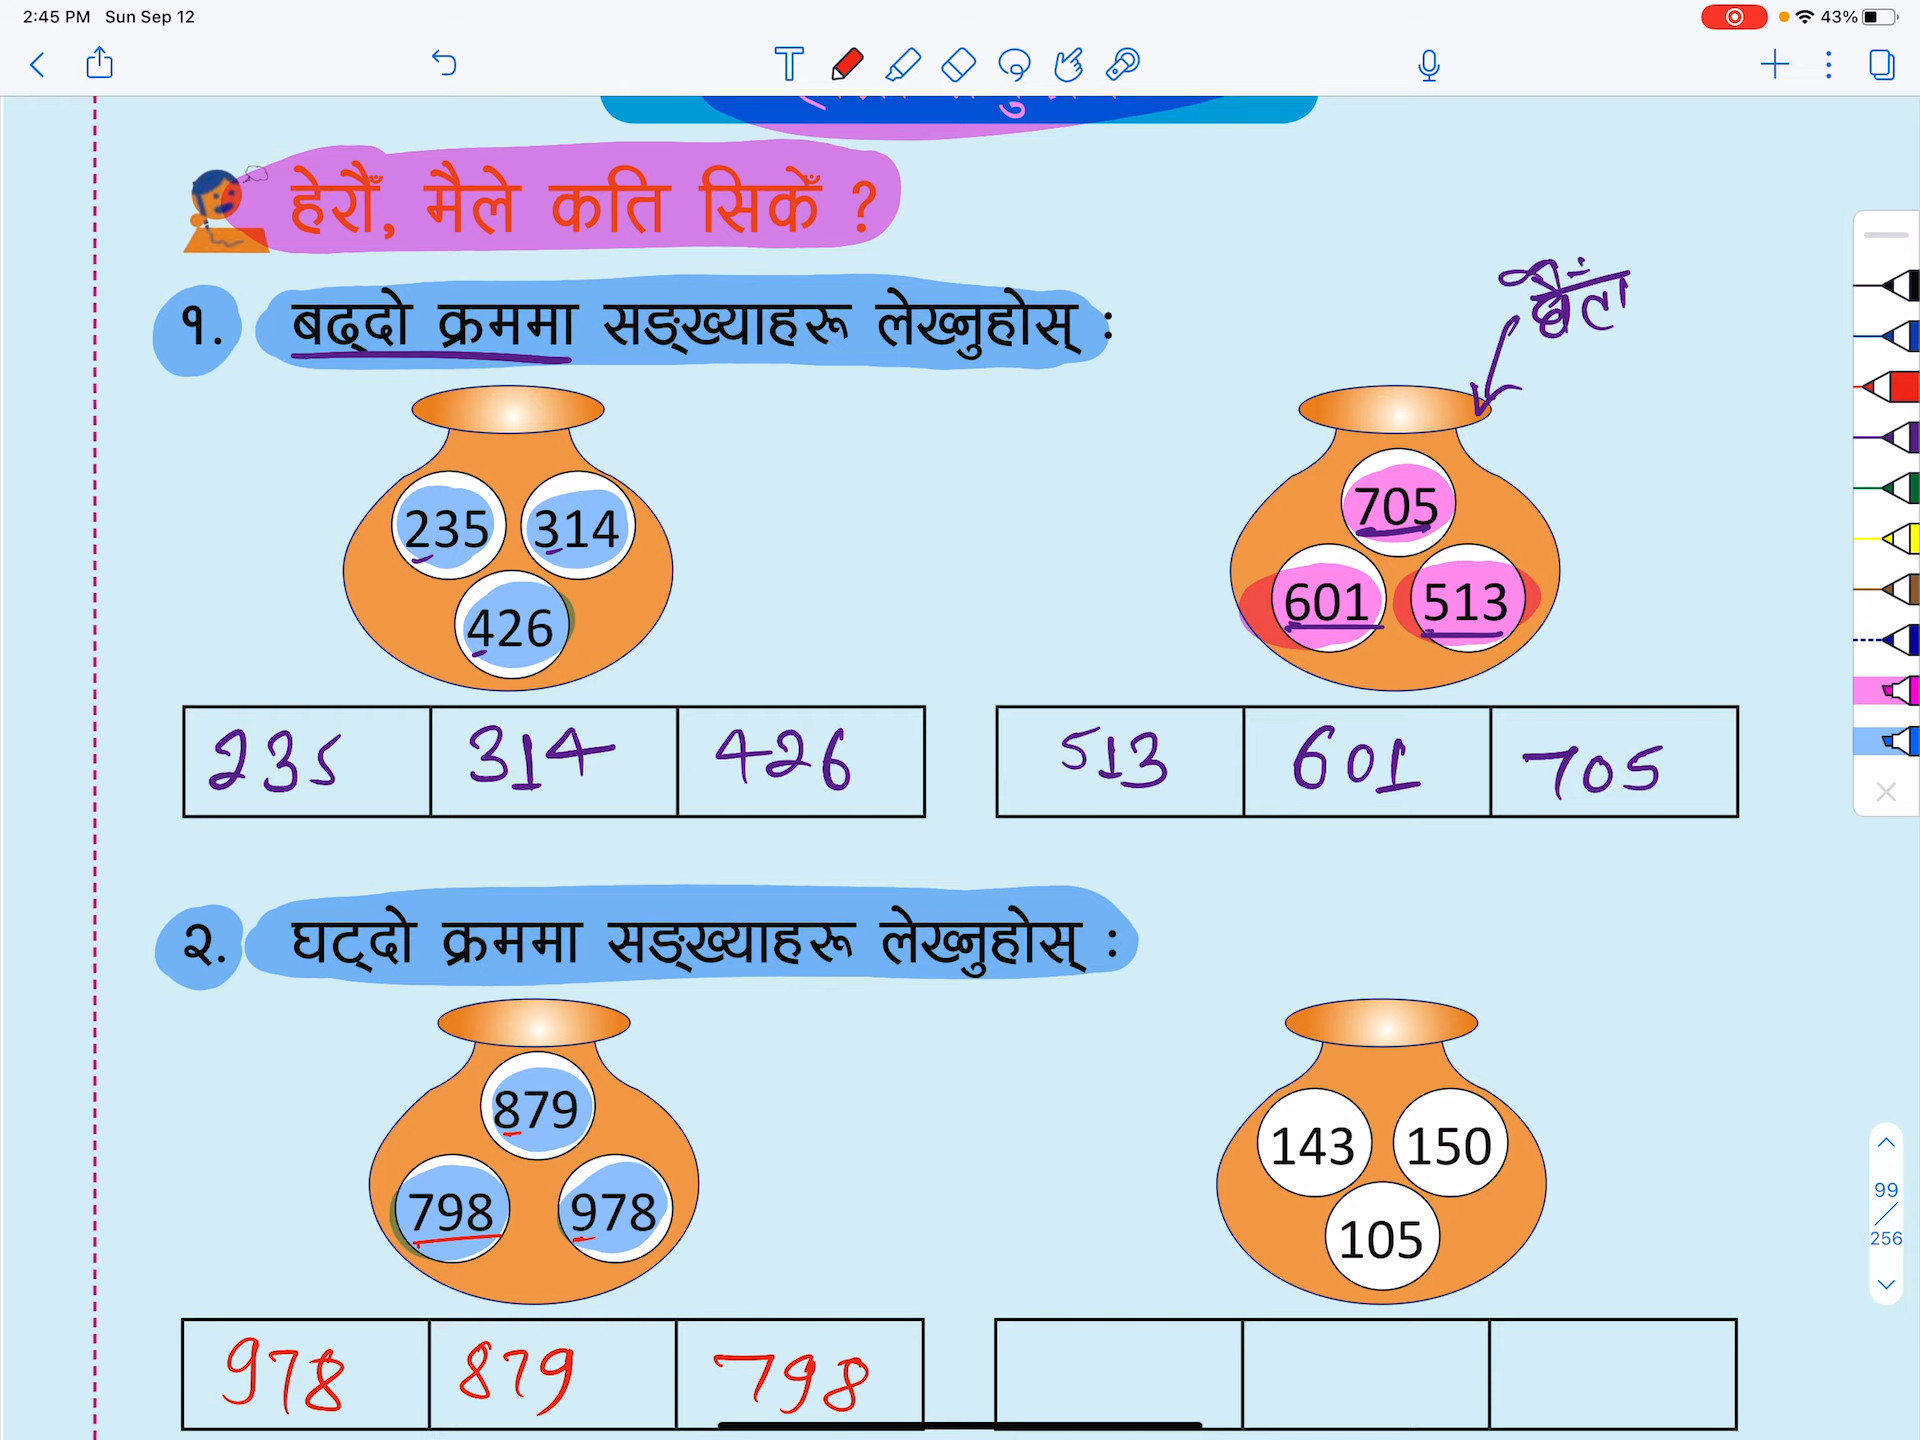 2:45 PM Sun Sep 12
43%
हेरौँ, मैले कति सिकेँ ?
१. बढ्दो क्रममा सङ्ख्याहरू लेख्नुहोस् :
705
235 314
601 513
426
235 314 426
513 601 705
२. घट्दो क्रममा सङ्ख्याहरू लेख्नुहोस् :
879
143 150
798 978
105
978 879 798
99
256